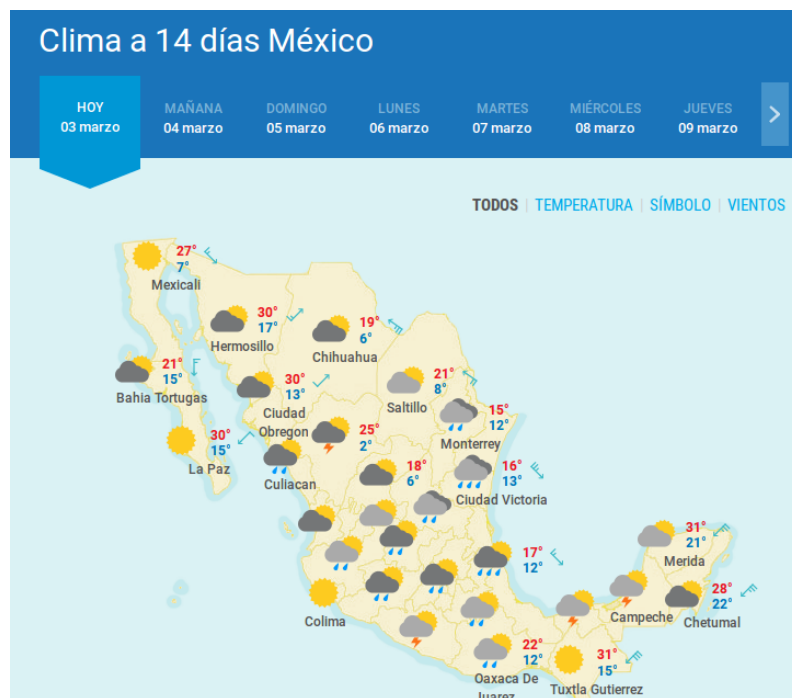 Clima a 14 días México
HOY
03 marzo
MAÑANA
04 marzo
DOMINGO
05 marzo
LUNES
06 marzo
MARTES
07 marzo
MIÉRCOLES
08 marzo
JUEVES
09 marzo
TODOS | TEMPERATURA | SÍMBOLO | VIENTOS
27°
7°
Mexicali
30°
17°
Hermosillo
19°
6°
Chihuahua
21°
15°
Bahia Tortugas
30°
13°
Ciudad
Obregon
21°
8°
Saltillo
15°
12°
Monterrey
25°
2°
30°
15°
La Paz
Culiacan
18°
6°
16°
13°
Ciudad Victoria
31°
21°
Merida
17°
12°
28°
22°
Chetumal
Campeche
Colima
22°
12°
Oaxaca De
Juarez
31°
15°
Tuxtla Gutierrez